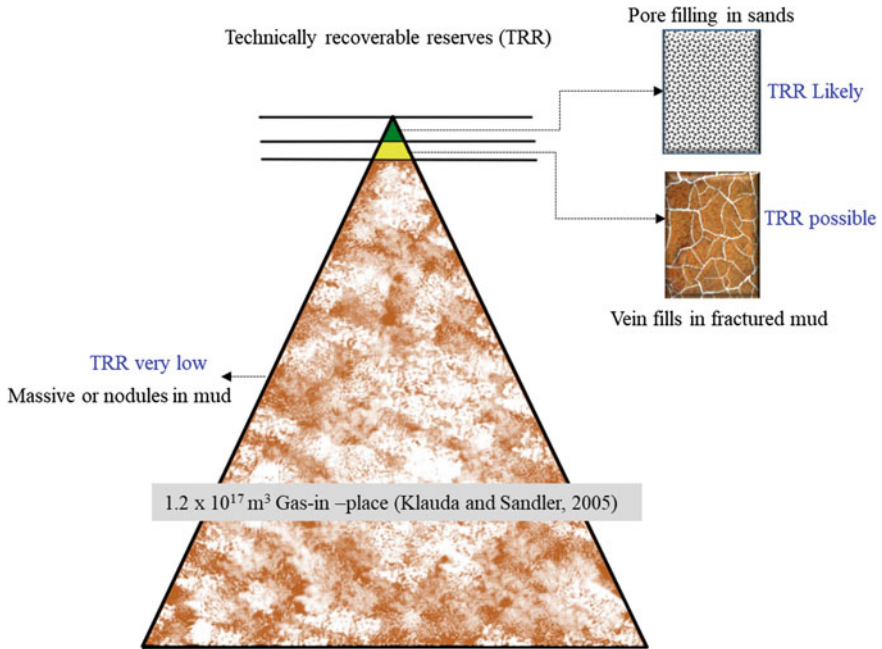 Pore filling in sands
Technically recoverable reserves (TRR)
TRR Likely
TRR possible
Vein fills in fractured mud
TRR very low
Massive or nodules in mud
1.2 x 10¹⁷ m³ Gas-in –place (Klauda and Sandler, 2005)